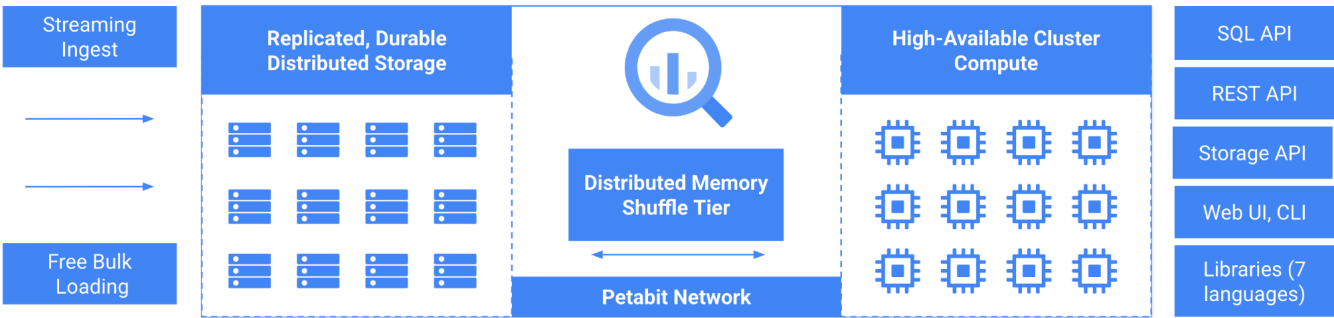 Streaming
Ingest
Free Bulk
Loading
Replicated, Durable
Distributed Storage
Distributed Memory
Shuffle Tier
Petabit Network
High-Available Cluster
Compute
SQL API
REST API
Storage API
Web UI, CLI
Libraries (7
languages)